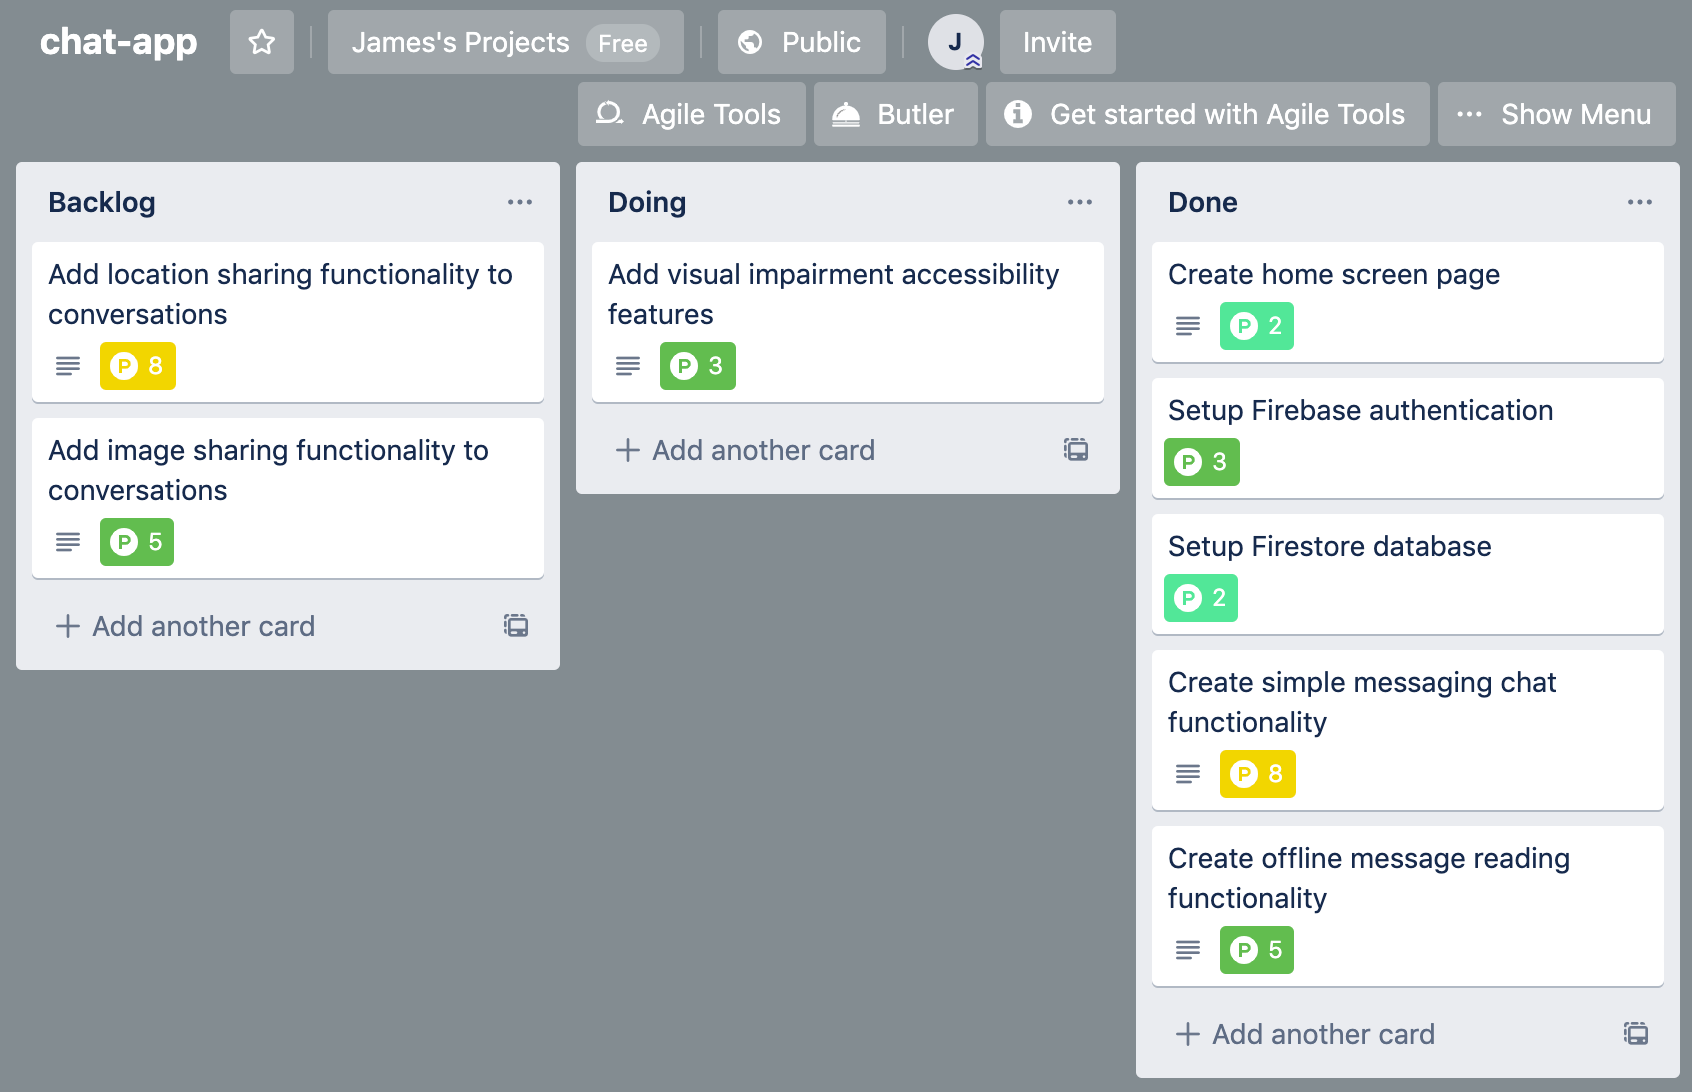 chat-app
James's Projects Free
Public
J
Invite
Agile Tools
Butler
Get started with Agile Tools
Show Menu
Backlog
Add location sharing functionality to
conversations
P 8
Add image sharing functionality to
conversations
P 5
Add another card
Doing
Add visual impairment accessibility
features
P 3
Add another card
Done
Create home screen page
P 2
Setup Firebase authentication
P 3
Setup Firestore database
P 2
Create simple messaging chat
functionality
P 8
Create offline message reading
functionality
P 5
Add another card